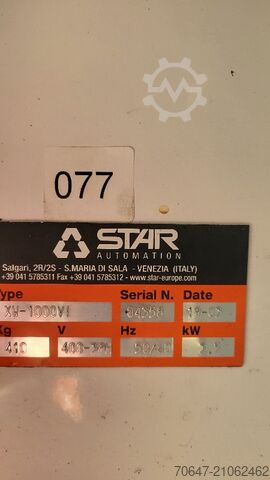 077
STAR
AUTOMATION
Salgari, 2R/2S - S.MARIA DI SALA - VENEZIA (ITALY)
+39 041 5785311 Fax +39 041 5785312 - www.star-europe.com
Type Serial N. Date
Kg V Hz kW
410
70647-21062462